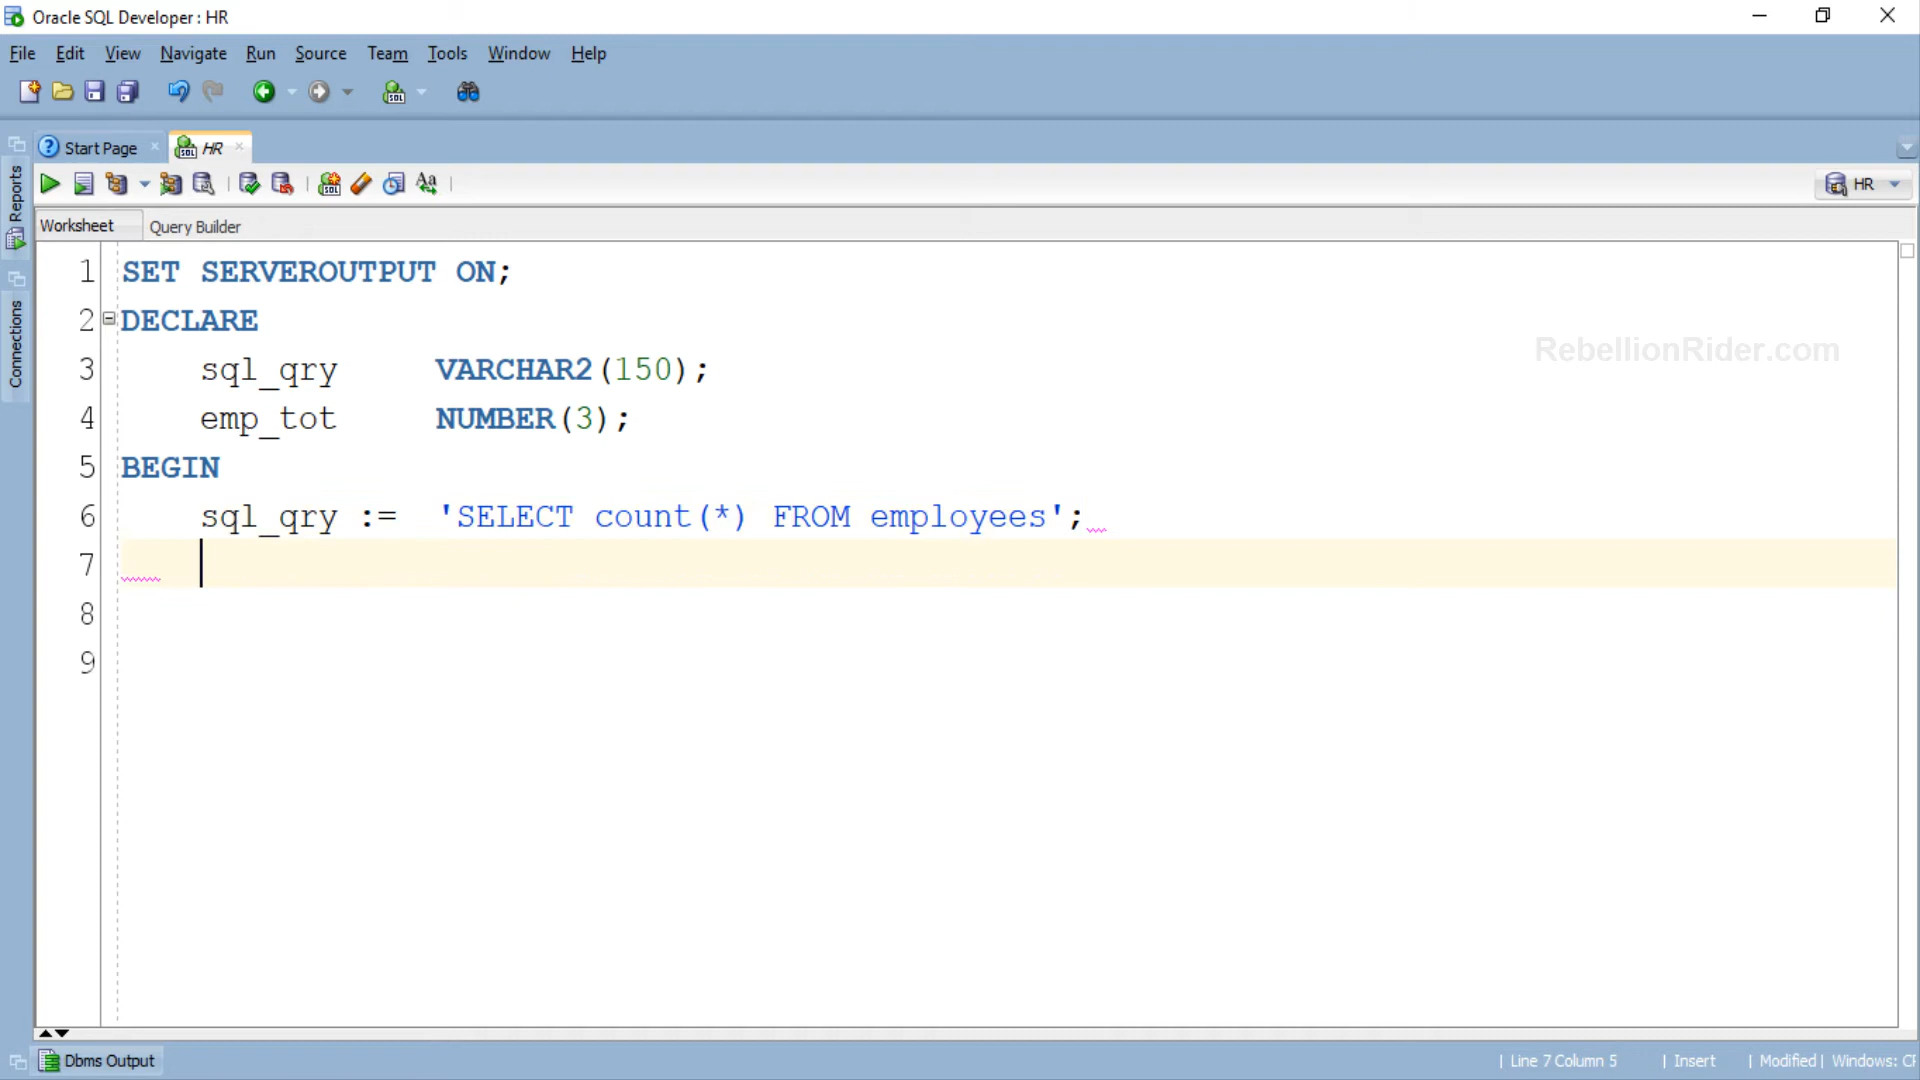 Oracle SQL Developer : HR
File Edit View Navigate Run Source Team Tools Window Help
Start Page HR
Reports
Connections
HR
Worksheet Query Builder
1 SET SERVEROUTPUT ON;
2 DECLARE
3 sql_qry VARCHAR2(150);
4 emp_tot NUMBER(3);
5 BEGIN
6 sql_qry := 'SELECT count(*) FROM employees';
7
8
9
RebellionRider.com
Dbms Output
| Line 7 Column 5 | Insert | Modified | Windows: CF